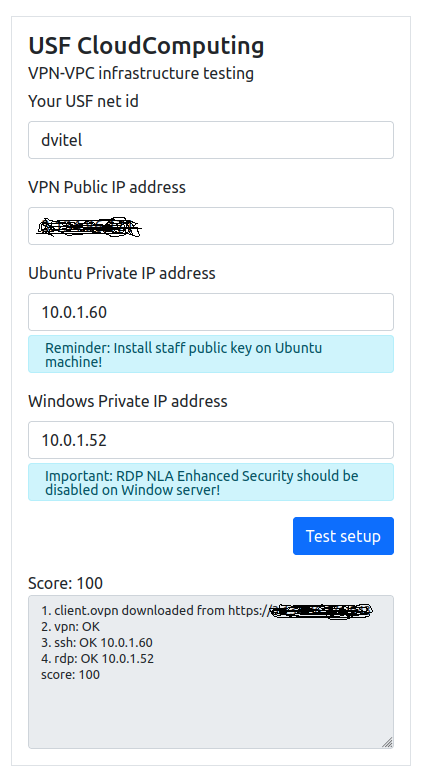 USF CloudComputing
VPN-VPC infrastructure testing
Your USF net id
dvitel
VPN Public IP address
Ubuntu Private IP address
10.0.1.60
Reminder: Install staff public key on Ubuntu
machine!
Windows Private IP address
10.0.1.52
Important: RDP NLA Enhanced Security should be
disabled on Window server!
Test setup
Score: 100
1. client.ovpn downloaded from https://
2. vpn: OK
3. ssh: OK 10.0.1.60
4. rdp: OK 10.0.1.52
score: 100